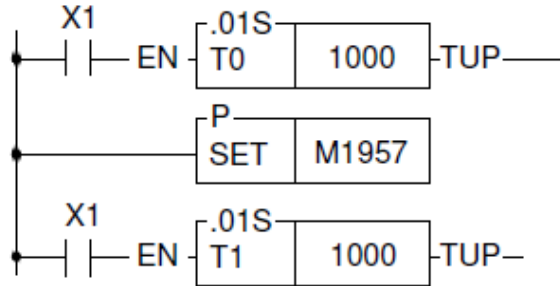 X1
.01S
EN T0 1000 TUP
P
SET M1957
X1
.01S
EN T1 1000 TUP